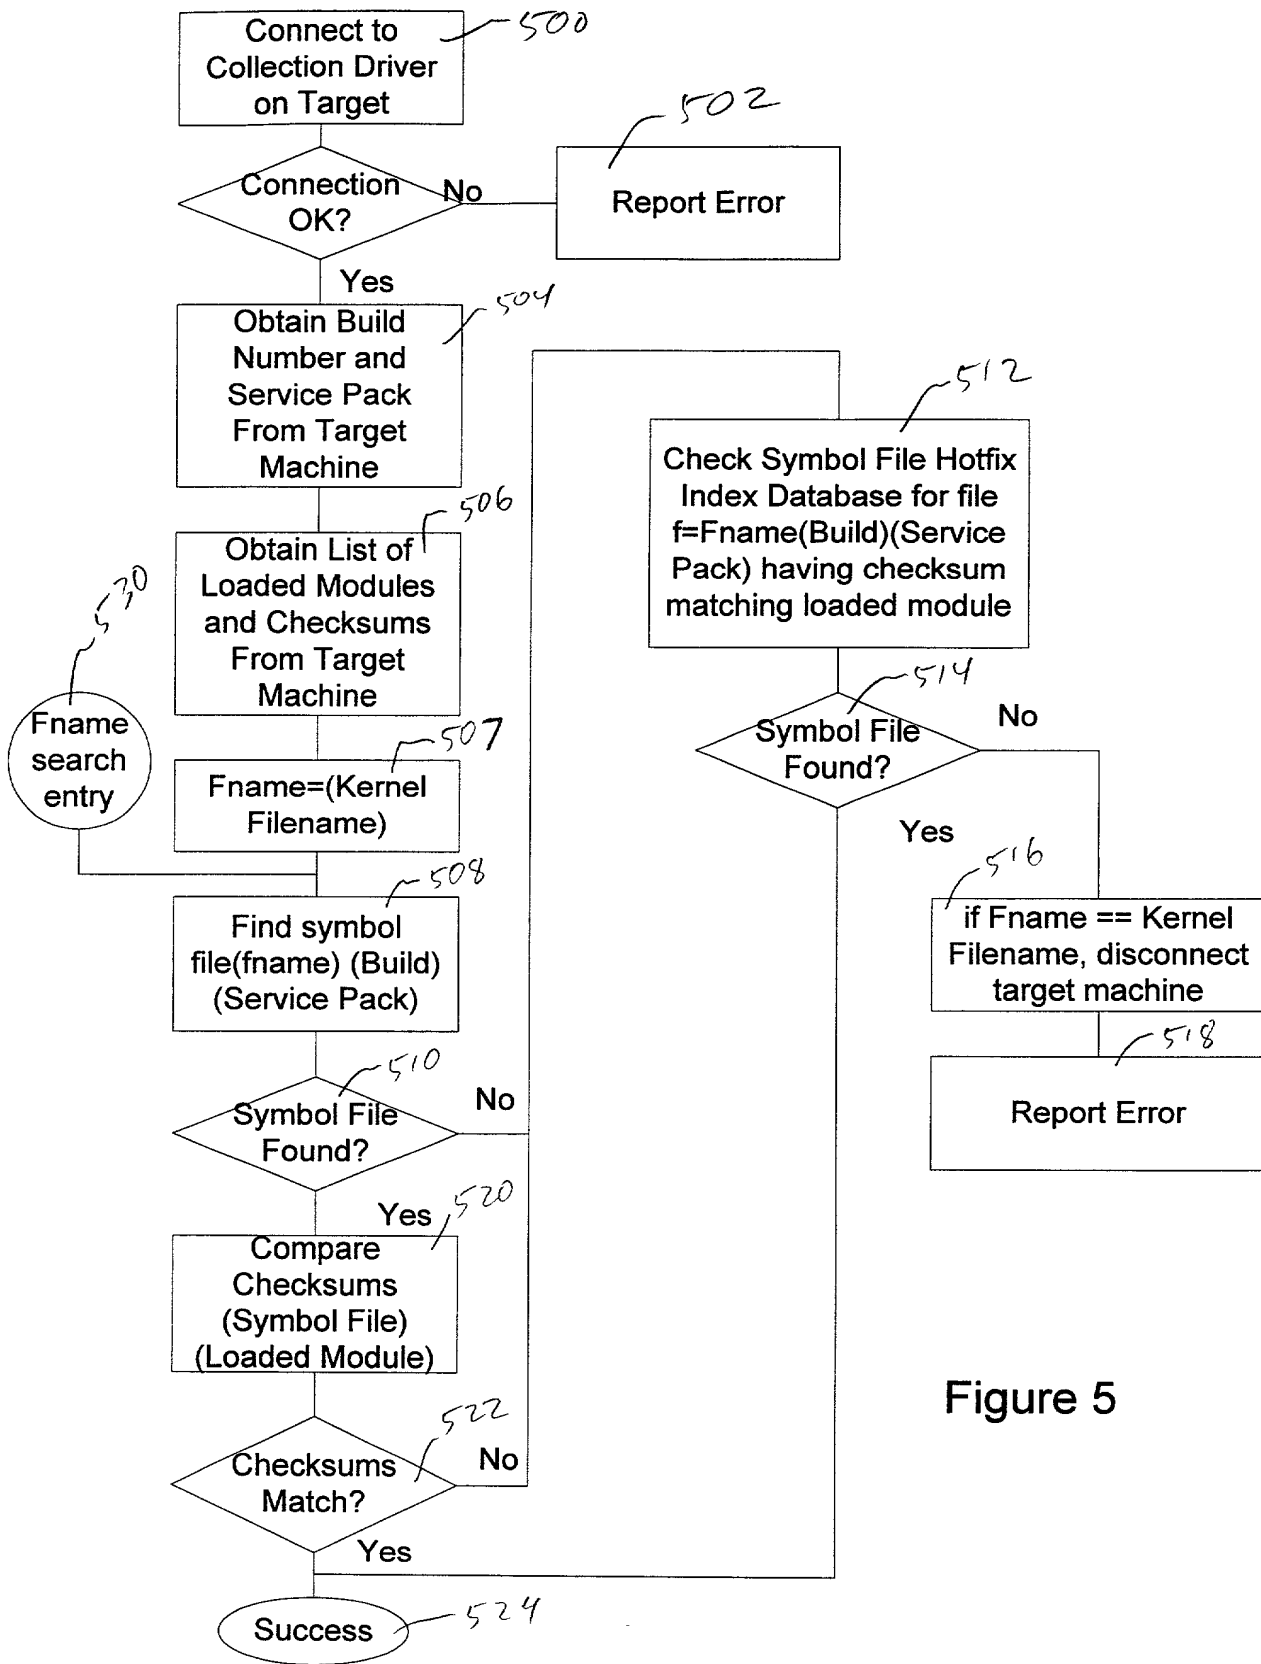 Connect to
Collection Driver
on Target
500
502
Connection
OK?
No
Report Error
Yes
504
Obtain Build
Number and
Service Pack
From Target
Machine
506
Obtain List of
Loaded Modules
and Checksums
From Target
Machine
530
Fname
search
entry
507
Fname=(Kernel
Filename)
508
Find symbol
file(fname) (Build)
(Service Pack)
510
Symbol File
Found?
No
Yes
520
Compare
Checksums
(Symbol File)
(Loaded Module)
522
Checksums
Match?
No
Yes
Success
524
512
Check Symbol File Hotfix
Index Database for file
f=Fname(Build)(Service
Pack) having checksum
matching loaded module
514
Symbol File
Found?
No
Yes
516
if Fname == Kernel
Filename, disconnect
target machine
518
Report Error
Figure 5